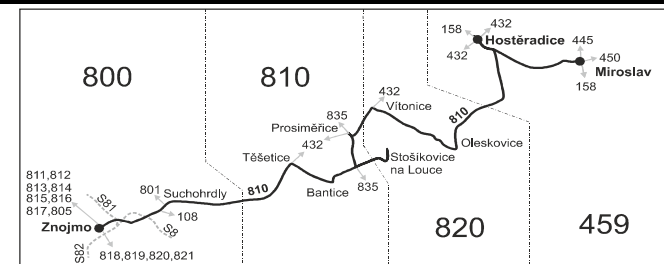 158
432
432
Hostěradice
445
450
Miroslav
158
800
810
432
835
Vítonice
810
Prosiměřice
432
Oleskovice
Těšetice
Stošíkovice
na Louce
835
Bantice
811,812
813,814
815,816
817,805
801
Suchohrdly
810
108
S81
S8
Znojmo
S82
818,819,820,821
820
459